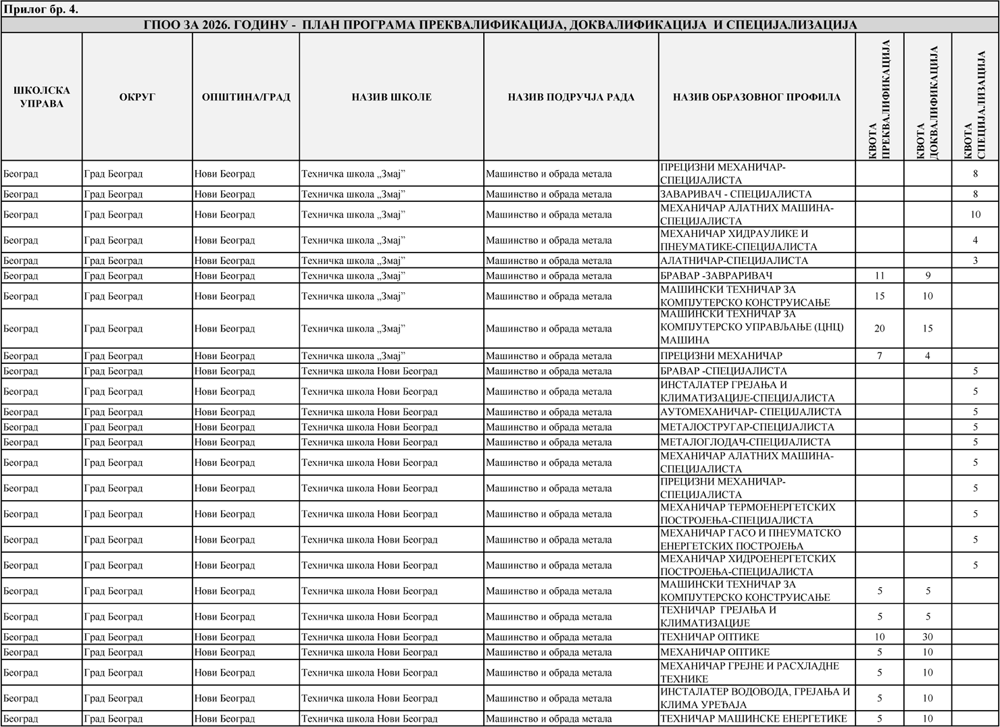 Прилог бр. 4.
ГПОО ЗА 2026. ГОДИНУ - ПЛАН ПРОГРАМА ПРЕКВАЛИФИКАЦИЈА, ДОКВАЛИФИКАЦИЈА И СПЕЦИЈАЛИЗАЦИЈА
ШКОЛСКА
УПРАВА
ОКРУГ
ОПШТИНА/ГРАД
НАЗИВ ШКОЛЕ
НАЗИВ ПОДРУЧЈА РАДА
НАЗИВ ОБРАЗОВНОГ ПРОФИЛА
КВОТА
ПРЕКВАЛИФИКАЦИЈА
КВОТА
ДОКВАЛИФИКАЦИЈА
КВОТА
СПЕЦИЈАЛИЗАЦИЈА
Београд Град Београд Нови Београд Техничка школа „Змај” Машинство и обрада метала ПРЕЦИЗНИ МЕХАНИЧАР-
СПЕЦИЈАЛИСТА 8
Београд Град Београд Нови Београд Техничка школа „Змај” Машинство и обрада метала ЗАВАРИВАЧ - СПЕЦИЈАЛИСТА 8
Београд Град Београд Нови Београд Техничка школа „Змај” Машинство и обрада метала МЕХАНИЧАР АЛАТНИХ МАШИНА-
СПЕЦИЈАЛИСТА 10
Београд Град Београд Нови Београд Техничка школа „Змај” Машинство и обрада метала МЕХАНИЧАР ХИДРАУЛИКЕ И
ПНЕУМАТИКЕ-СПЕЦИЈАЛИСТА 4
Београд Град Београд Нови Београд Техничка школа „Змај” Машинство и обрада метала АЛАТНИЧАР-СПЕЦИЈАЛИСТА 3
Београд Град Београд Нови Београд Техничка школа „Змај” Машинство и обрада метала БРАВАР -ЗАВРАРИВАЧ 11 9
Београд Град Београд Нови Београд Техничка школа „Змај” Машинство и обрада метала МАШИНСКИ ТЕХНИЧАР ЗА
КОМПЈУТЕРСКО КОНСТРУИСАЊЕ 15 10
Београд Град Београд Нови Београд Техничка школа „Змај” Машинство и обрада метала МАШИНСКИ ТЕХНИЧАР ЗА
КОМПЈУТЕРСКО УПРАВЉАЊЕ (ЦНЦ)
МАШИНА 20 15
Београд Град Београд Нови Београд Техничка школа „Змај” Машинство и обрада метала ПРЕЦИЗНИ МЕХАНИЧАР 7 4
Београд Град Београд Нови Београд Техничка школа Нови Београд Машинство и обрада метала БРАВАР -СПЕЦИЈАЛИСТА 5
Београд Град Београд Нови Београд Техничка школа Нови Београд Машинство и обрада метала ИНСТАЛАТЕР ГРЕЈАЊА И
КЛИМАТИЗАЦИЈЕ-СПЕЦИЈАЛИСТА 5
Београд Град Београд Нови Београд Техничка школа Нови Београд Машинство и обрада метала АУТОМЕХАНИЧАР- СПЕЦИЈАЛИСТА 5
Београд Град Београд Нови Београд Техничка школа Нови Београд Машинство и обрада метала МЕТАЛОСТРУГАР-СПЕЦИЈАЛИСТА 5
Београд Град Београд Нови Београд Техничка школа Нови Београд Машинство и обрада метала МЕТАЛОГЛОДАЧ-СПЕЦИЈАЛИСТА 5
Београд Град Београд Нови Београд Техничка школа Нови Београд Машинство и обрада метала МЕХАНИЧАР АЛАТНИХ МАШИНА-
СПЕЦИЈАЛИСТА 5
Београд Град Београд Нови Београд Техничка школа Нови Београд Машинство и обрада метала ПРЕЦИЗНИ МЕХАНИЧАР-
СПЕЦИЈАЛИСТА 5
Београд Град Београд Нови Београд Техничка школа Нови Београд Машинство и обрада метала МЕХАНИЧАР ТЕРМОЕНЕРГЕТСКИХ
ПОСТРОЈЕЊА-СПЕЦИЈАЛИСТА 5
Београд Град Београд Нови Београд Техничка школа Нови Београд Машинство и обрада метала МЕХАНИЧАР ГАСО И ПНЕУМАТСКО
ЕНЕРГЕТСКИХ ПОСТРОЈЕЊА 5
Београд Град Београд Нови Београд Техничка школа Нови Београд Машинство и обрада метала МЕХАНИЧАР ХИДРОЕНЕРГЕТСКИХ
ПОСТРОЈЕЊА-СПЕЦИЈАЛИСТА 5
Београд Град Београд Нови Београд Техничка школа Нови Београд Машинство и обрада метала МАШИНСКИ ТЕХНИЧАР ЗА
КОМПЈУТЕРСКО КОНСТРУИСАЊЕ 5 5
Београд Град Београд Нови Београд Техничка школа Нови Београд Машинство и обрада метала ТЕХНИЧАР ГРЕЈАЊА И
КЛИМАТИЗАЦИЈЕ 5 5
Београд Град Београд Нови Београд Техничка школа Нови Београд Машинство и обрада метала ТЕХНИЧАР ОПТИКЕ 10 30
Београд Град Београд Нови Београд Техничка школа Нови Београд Машинство и обрада метала МЕХАНИЧАР ОПТИКЕ 5 10
Београд Град Београд Нови Београд Техничка школа Нови Београд Машинство и обрада метала МЕХАНИЧАР ГРЕЈНЕ И РАСХЛАДНЕ
ТЕХНИКЕ 5 10
Београд Град Београд Нови Београд Техничка школа Нови Београд Машинство и обрада метала ИНСТАЛАТЕР ВОДОВОДА, ГРЕЈАЊА И
КЛИМА УРЕЂАЈА 5 10
Београд Град Београд Нови Београд Техничка школа Нови Београд Машинство и обрада метала ТЕХНИЧАР МАШИНСКЕ ЕНЕРГЕТИКЕ 5 10